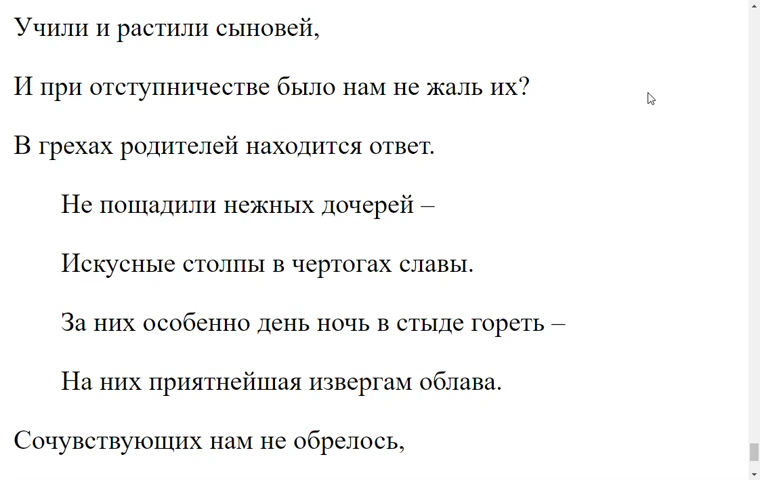 Учили и растили сыновей,
И при отступничестве было нам не жаль их?
В грехах родителей находится ответ.
Не пощадили нежных дочерей –
Искусные столпы в чертогах славы.
За них особенно день ночь в стыде гореть –
На них приятнейшая извергам облава.
Сочувствующих нам не обрелось,